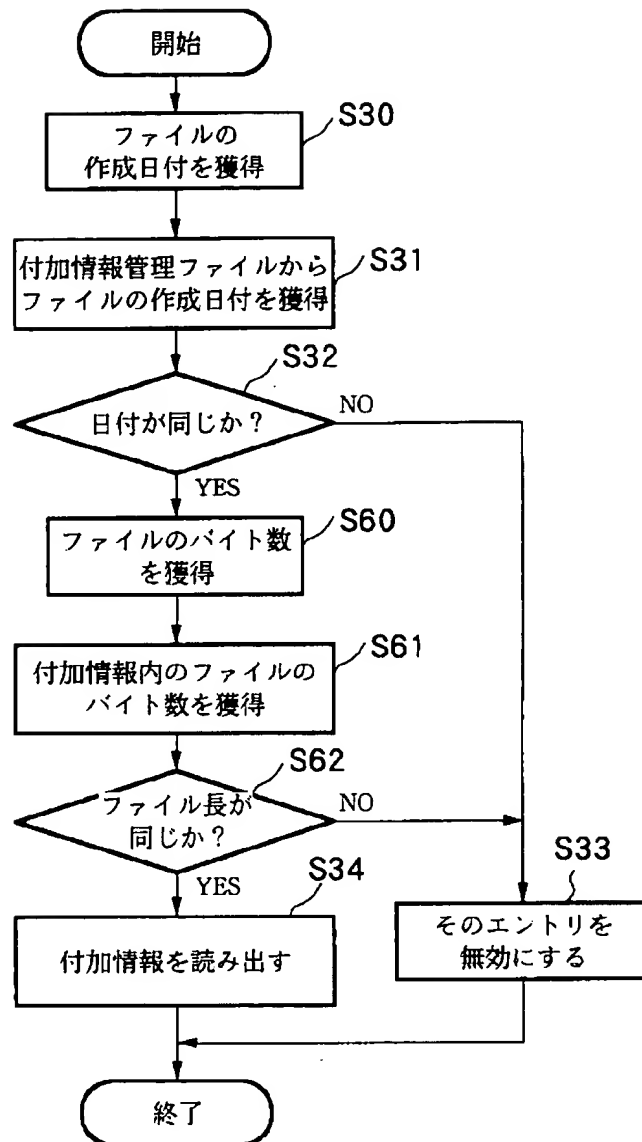 開始
S30
ファイルの
作成日付を獲得
S31
付加情報管理ファイルから
ファイルの作成日付を獲得
S32
日付が同じか?
NO
YES
S60
ファイルのバイト数
を獲得
S61
付加情報内のファイルの
バイト数を獲得
S62
ファイル長が
同じか?
NO
YES
S34
付加情報を読み出す
S33
そのエントリを
無効にする
終了